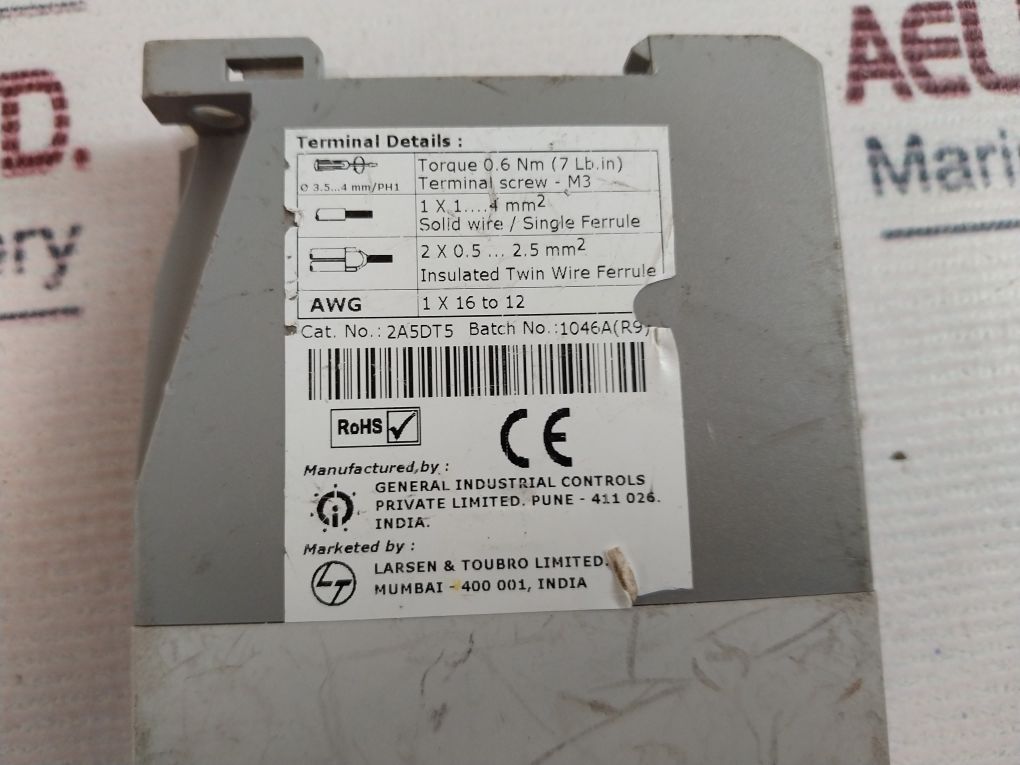 D.
ry
AEL
Mari
Terminal Details :
Ø 3.5...4 mm/PH1
Torque 0.6 Nm (7 Lb.in)
Terminal screw - M3
1 X 1....4 mm²
Solid wire / Single Ferrule
2 X 0.5 ... 2.5 mm²
Insulated Twin Wire Ferrule
AWG
1 X 16 to 12
Cat. No.: 2A5DT5 Batch No.:1046A(R9)
RoHS
CE
Manufactured by :
GENERAL INDUSTRIAL CONTROLS
PRIVATE LIMITED. PUNE - 411 026.
INDIA.
Marketed by :
LARSEN & TOUBRO LIMITED.
MUMBAI - 400 001, INDIA